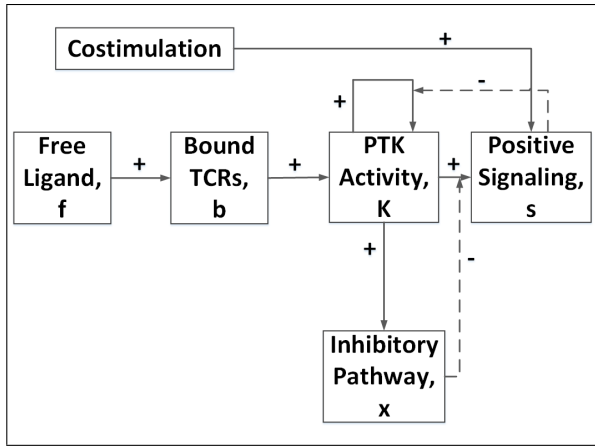 Costimulation
+
-
+
Free
Ligand,
f
+
Bound
TCRs,
b
+
PTK
Activity,
K
+
Positive
Signaling,
s
+
-
Inhibitory
Pathway,
x